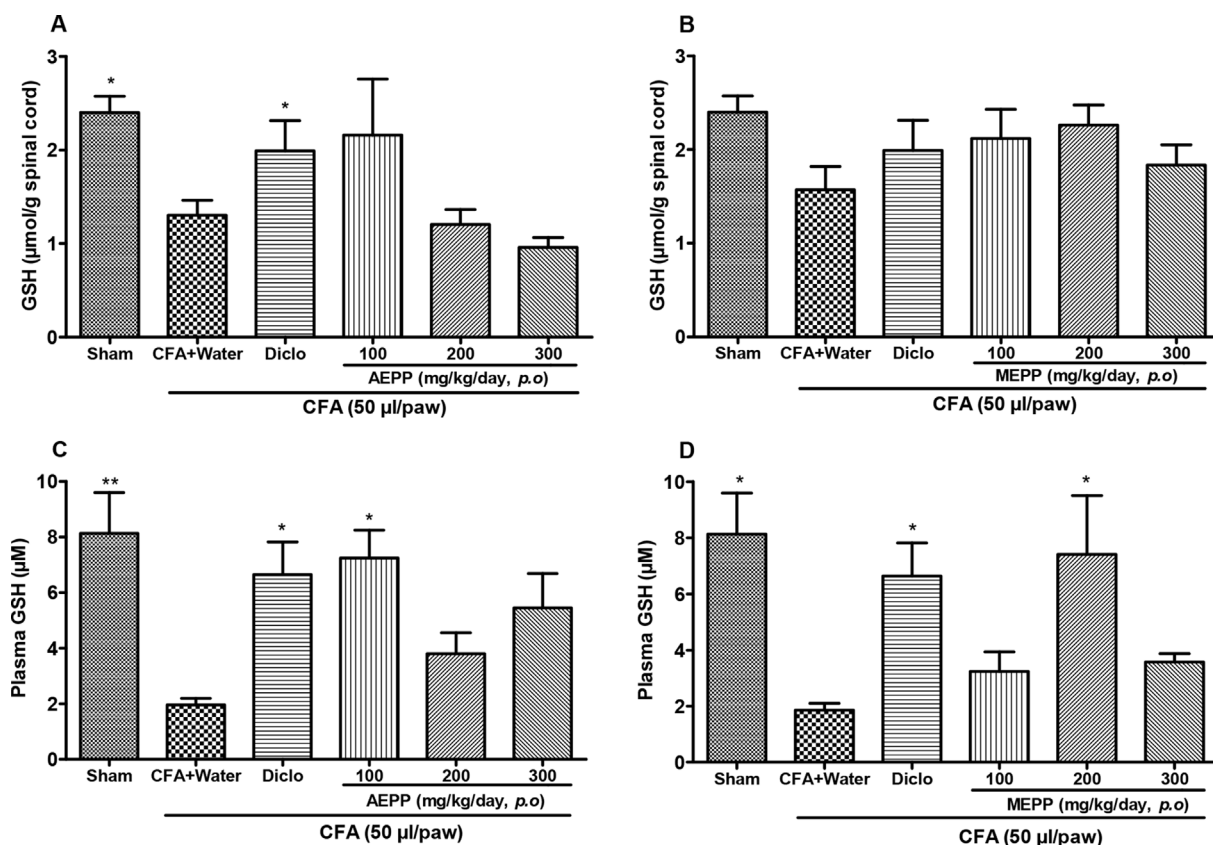 A
GSH (µmol/g spinal cord)
3
2
1
0
*
*
Sham
CFA+Water
Diclo
100
200
300
AEPP (mg/kg/day, p.o)
CFA (50 µl/paw)
B
GSH (µmol/g spinal cord)
3
2
1
0
Sham
CFA+Water
Diclo
100
200
300
MEPP (mg/kg/day, p.o)
CFA (50 µl/paw)
C
Plasma GSH (µM)
10
8
6
4
2
0
**
*
*
Sham
CFA+Water
Diclo
100
200
300
AEPP (mg/kg/day, p.o)
CFA (50 µl/paw)
D
Plasma GSH (µM)
10
8
6
4
2
0
*
*
*
Sham
CFA+Water
Diclo
100
200
300
MEPP (mg/kg/day, p.o)
CFA (50 µl/paw)